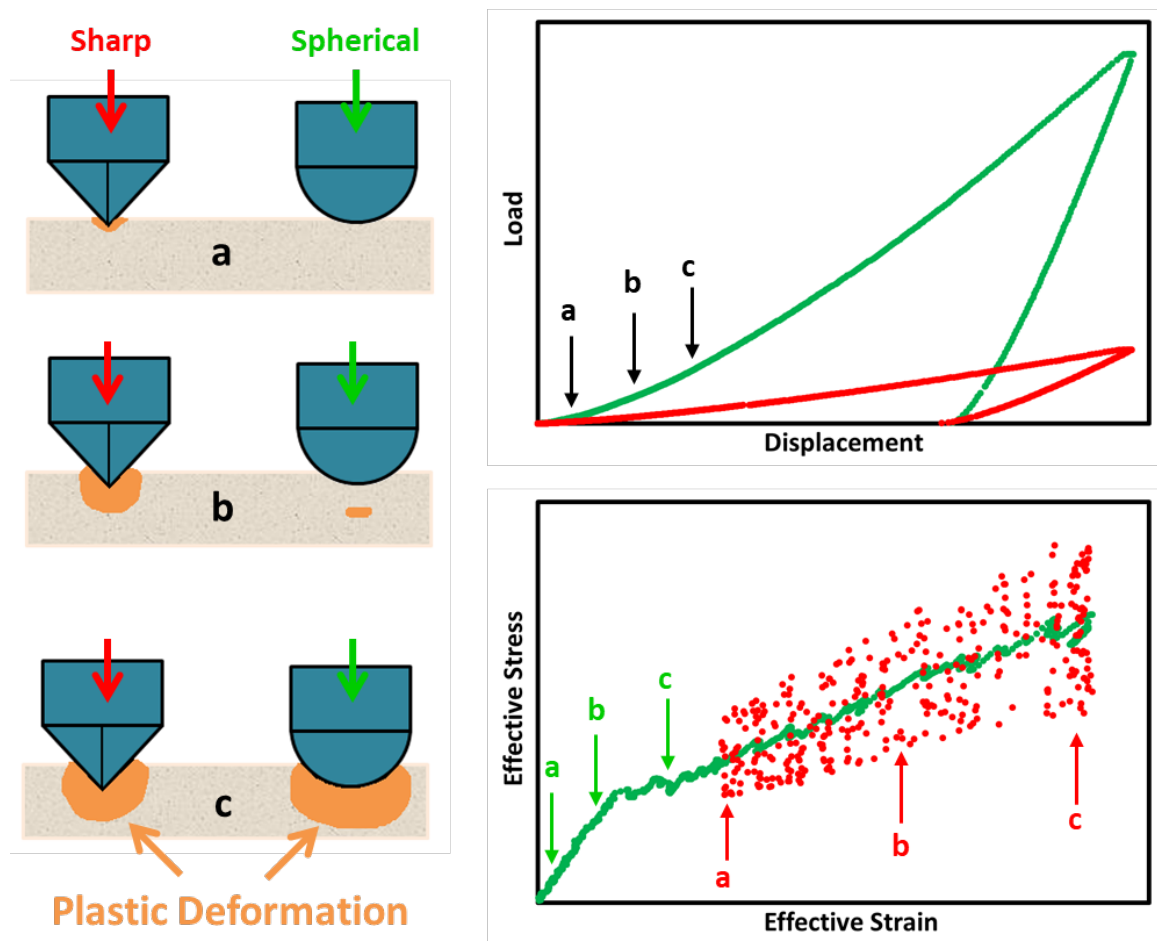 Sharp
Spherical
a
b
c
Plastic Deformation
Load
a
b
c
Displacement
Effective Stress
a
b
c
a
b
c
Effective Strain